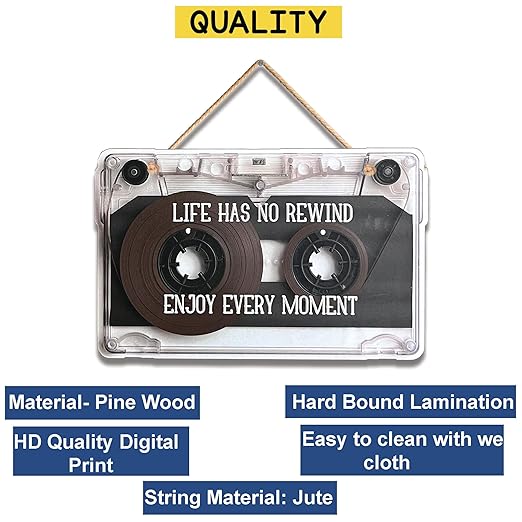 QUALITY
LIFE HAS NO REWIND
ENJOY EVERY MOMENT
Material- Pine Wood
Hard Bound Lamination
HD Quality Digital
Print
Easy to clean with we
cloth
String Material: Jute